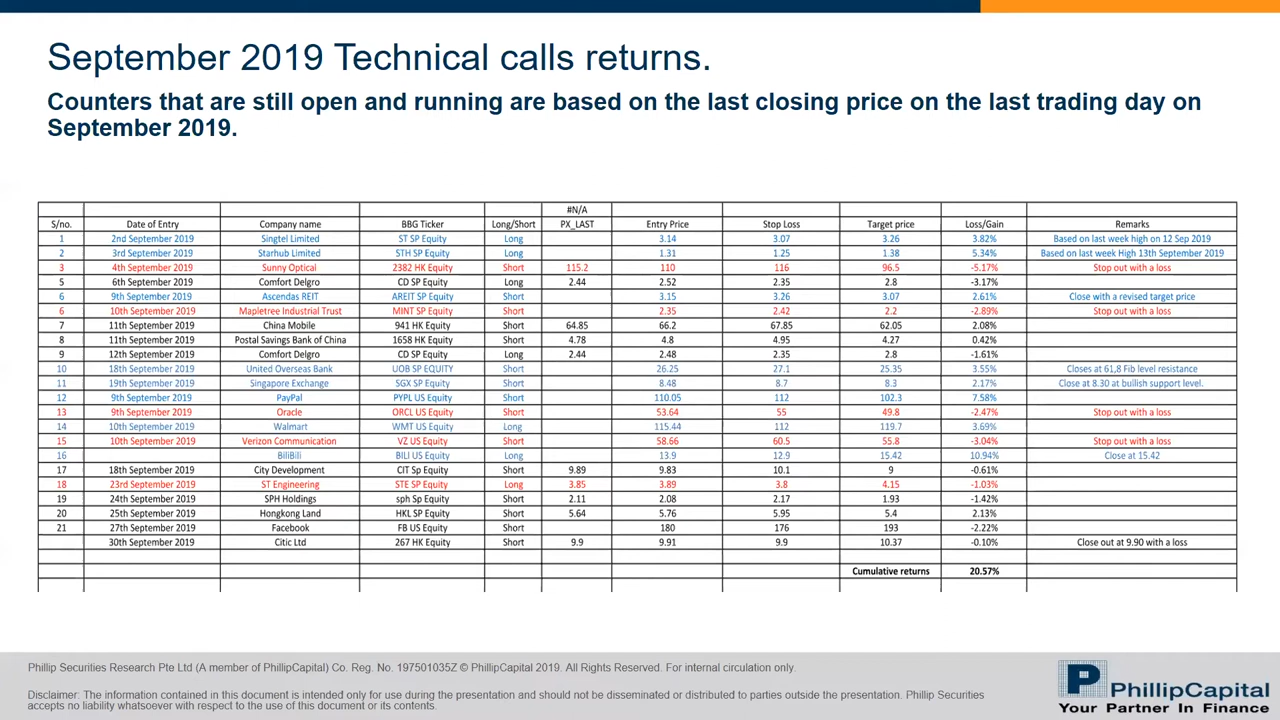 September 2019 Technical calls returns.
Counters that are still open and running are based on the last closing price on the last trading day on
September 2019.
#N/A
S/no. Date of Entry Company name BBG Ticker Long/Short PX_LAST Entry Price Stop Loss Target price Loss/Gain Remarks
1 2nd September 2019 Singtel Limited ST SP Equity Long 3.14 3.07 3.26 3.82% Based on last week high on 12 Sep 2019
2 3rd September 2019 Starhub Limited STH SP Equity Long 1.31 1.25 1.38 5.34% Based on last week High 13th September 2019
3 4th September 2019 Sunny Optical 2382 HK Equity Short 115.2 110 116 96.5 -5.17% Stop out with a loss
5 6th September 2019 Comfort Delgro CD SP Equity Long 2.44 2.52 2.35 2.8 -3.17%
6 9th September 2019 Ascendas REIT AREIT SP Equity Short 3.15 3.26 3.07 2.61% Close with a revised target price
6 10th September 2019 Mapletree Industrial Trust MINT SP Equity Short 2.35 2.42 2.2 -2.89% Stop out with a loss
7 11th September 2019 China Mobile 941 HK Equity Short 64.85 66.2 67.85 62.05 2.08%
8 11th September 2019 Postal Savings Bank of China 1658 HK Equity Short 4.78 4.8 4.95 4.27 0.42%
9 12th September 2019 Comfort Delgro CD SP Equity Long 2.44 2.48 2.35 2.8 -1.61%
10 18th September 2019 United Overseas Bank UOB SP EQUITY Short 26.25 27.1 25.35 3.55% Closes at 61,8 Fib level resistance
11 19th September 2019 Singapore Exchange SGX SP Equity Short 8.48 8.7 8.3 2.17% Close at 8.30 at bullish support level.
12 9th September 2019 PayPal PYPL US Equity Short 110.05 112 102.3 7.58%
13 9th September 2019 Oracle ORCL US Equity Short 53.64 55 49.8 -2.47% Stop out with a loss
14 10th September 2019 Walmart WMT US Equity Long 115.44 112 119.7 3.69%
15 10th September 2019 Verizon Communication VZ US Equity Short 58.66 60.5 55.8 -3.04% Stop out with a loss
16 BiliBili BILI US Equity Long 13.9 12.9 15.42 10.94% Close at 15.42
17 18th September 2019 City Development CIT Sp Equity Short 9.89 9.83 10.1 9 -0.61%
18 23rd September 2019 ST Engineering STE SP Equity Long 3.85 3.89 3.8 4.15 -1.03%
19 24th September 2019 SPH Holdings sph Sp Equity Short 2.11 2.08 2.17 1.93 -1.42%
20 25th September 2019 Hongkong Land HKL SP Equity Short 5.64 5.76 5.95 5.4 2.13%
21 27th September 2019 Facebook FB US Equity Short 180 176 193 -2.22%
30th September 2019 Citic Ltd 267 HK Equity Short 9.9 9.91 9.9 10.37 -0.10% Close out at 9.90 with a loss
Cumulative returns 20.57%
Phillip Securities Research Pte Ltd (A member of PhillipCapital) Co. Reg. No. 197501035Z © PhillipCapital 2019. All Rights Reserved. For internal circulation only.
Disclaimer: The information contained in this document is intended only for use during the presentation and should not be disseminated or distributed to parties outside the presentation. Phillip Securities
accepts no liability whatsoever with respect to the use of this document or its contents.
P PhillipCapital
Your Partner In Finance